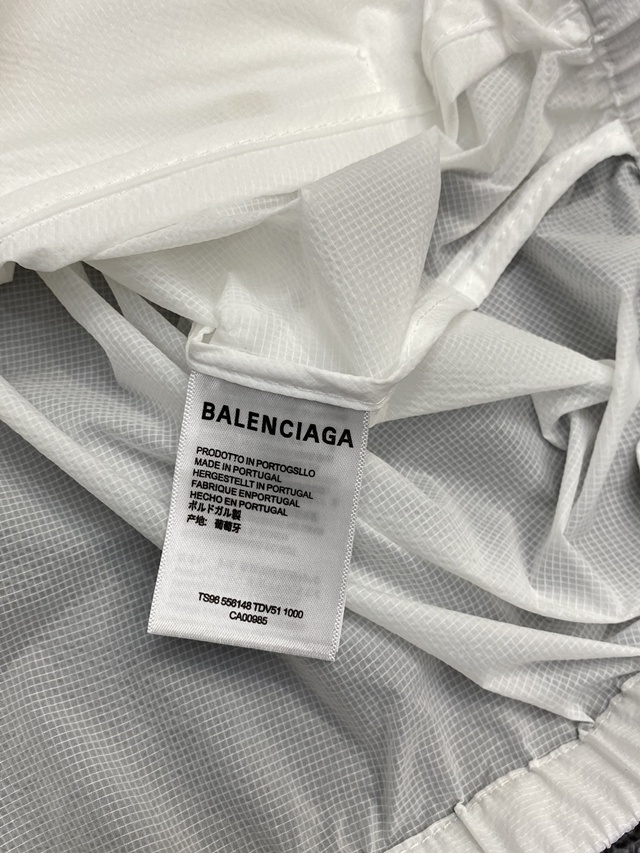 BALENCIAGA
PRODOTTO IN PORTOGSLLO
MADE IN PORTUGAL
HERGESTELLT IN PORTUGAL
FABRIQUE ENPORTUGAL
HECHO EN PORTUGAL
ポルドガル製
产地: 葡萄牙
TS96 556148 TDV51 1000
CA00985